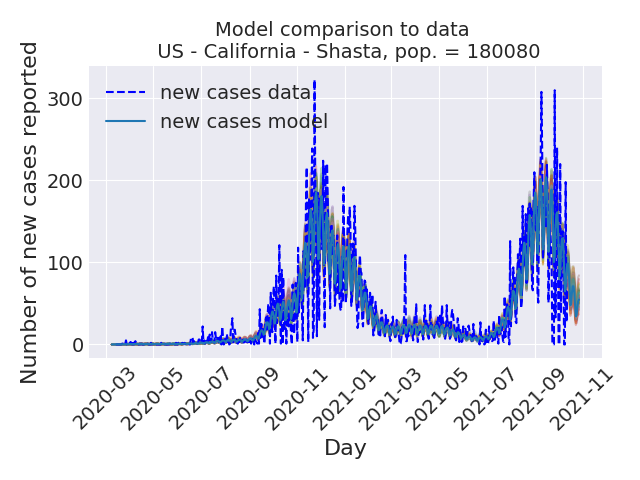 Model comparison to data
US - California - Shasta, pop. = 180080
Number of new cases reported
300
200
100
0
new cases data
new cases model
2020-03
2020-05
2020-07
2020-09
2020-11
2021-01
2021-03
2021-05
2021-07
2021-09
2021-11
Day